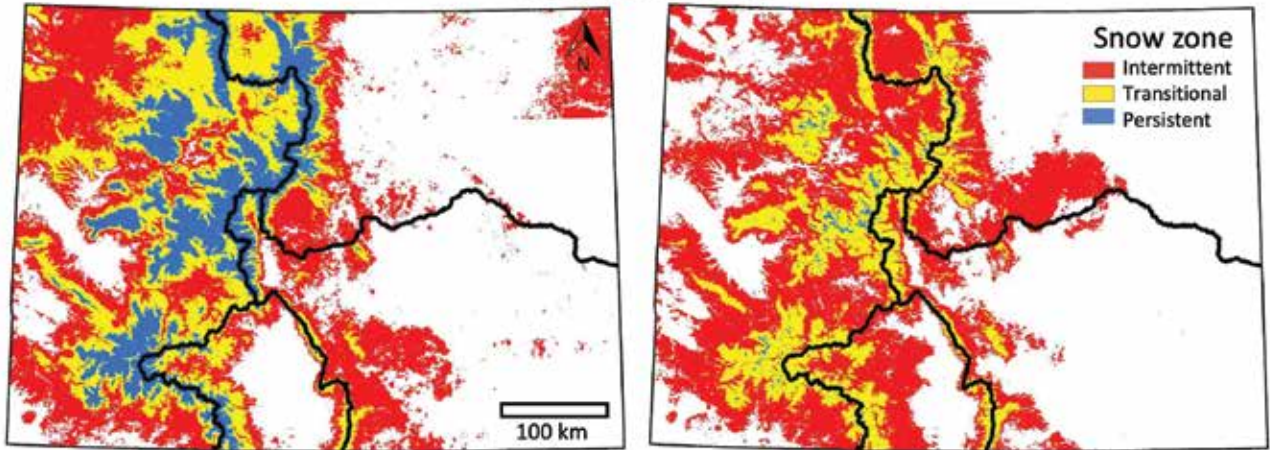 N
100 km
Snow zone
Intermittent
Transitional
Persistent